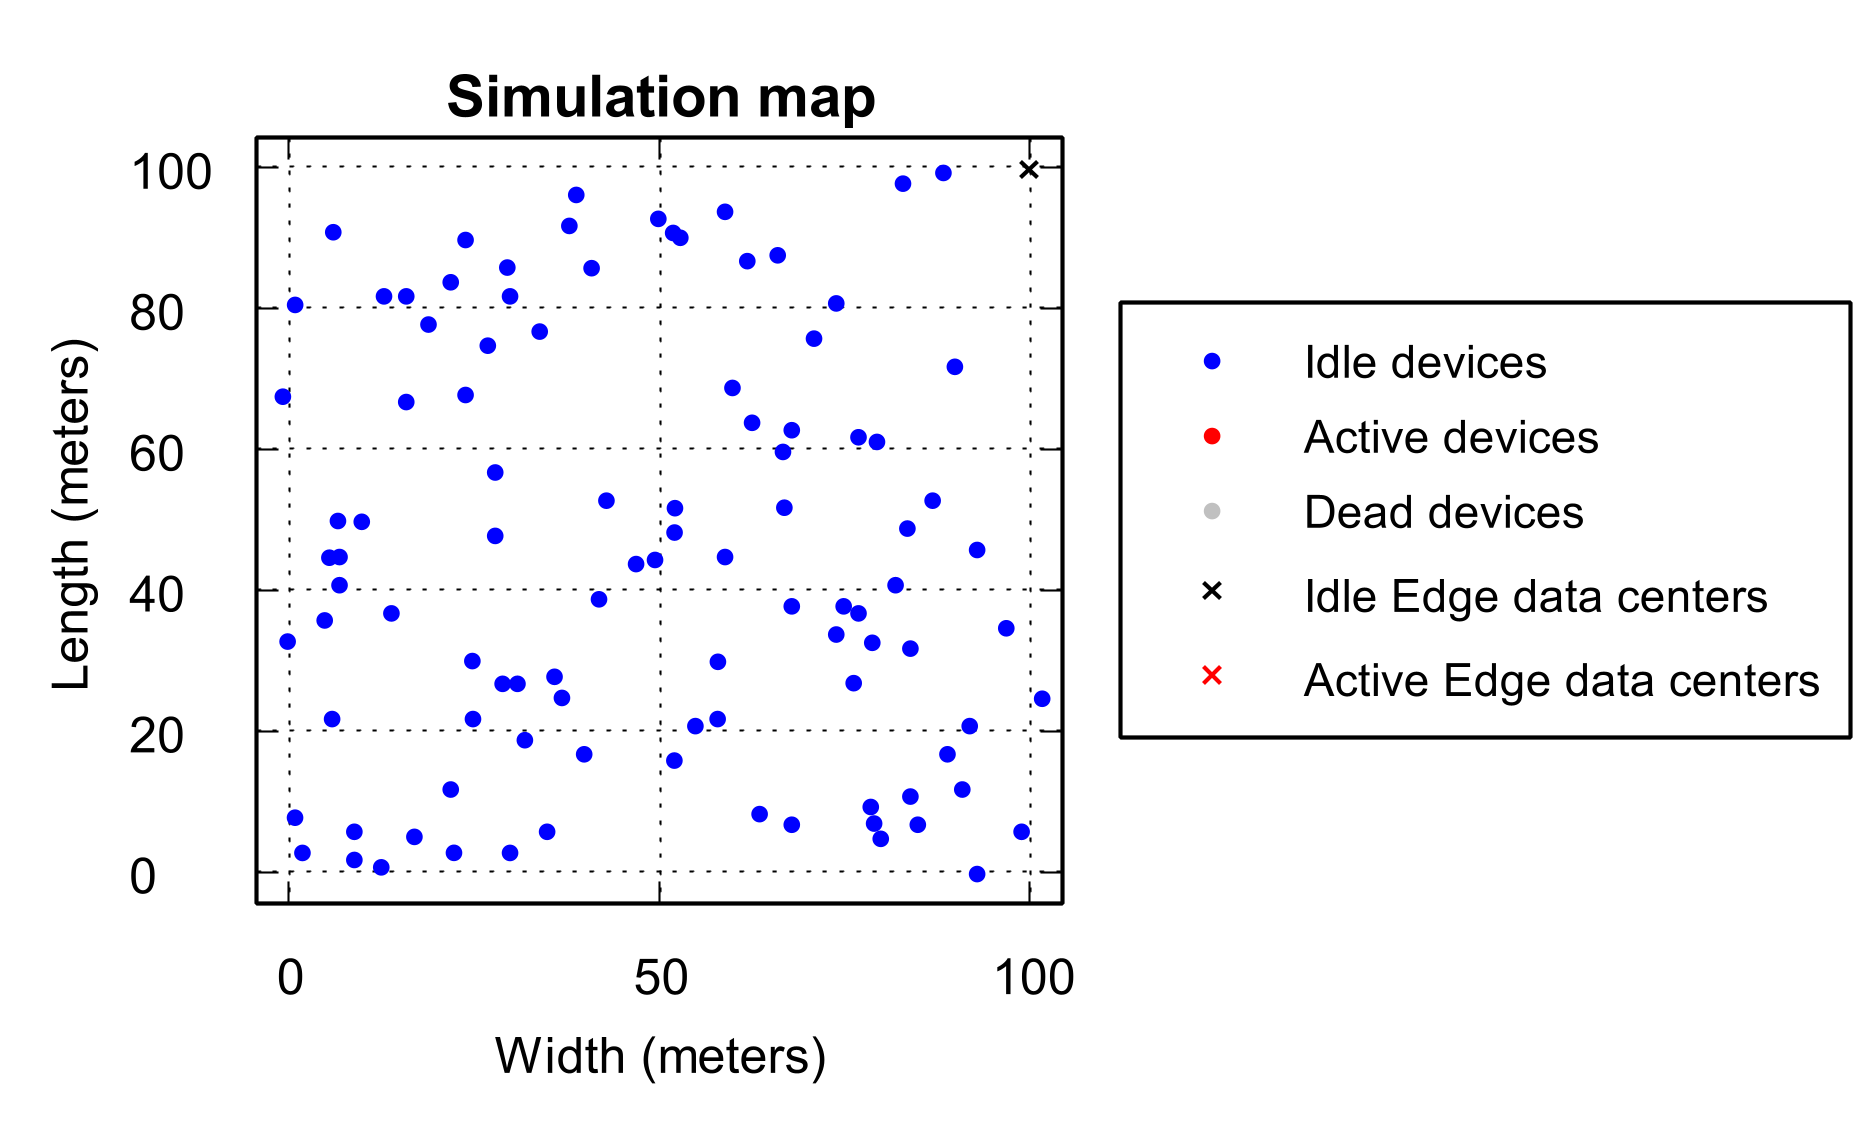 Simulation map
100
80
60
40
20
0
Length (meters)
0 50 100
Width (meters)
Idle devices
Active devices
Dead devices
Idle Edge data centers
Active Edge data centers